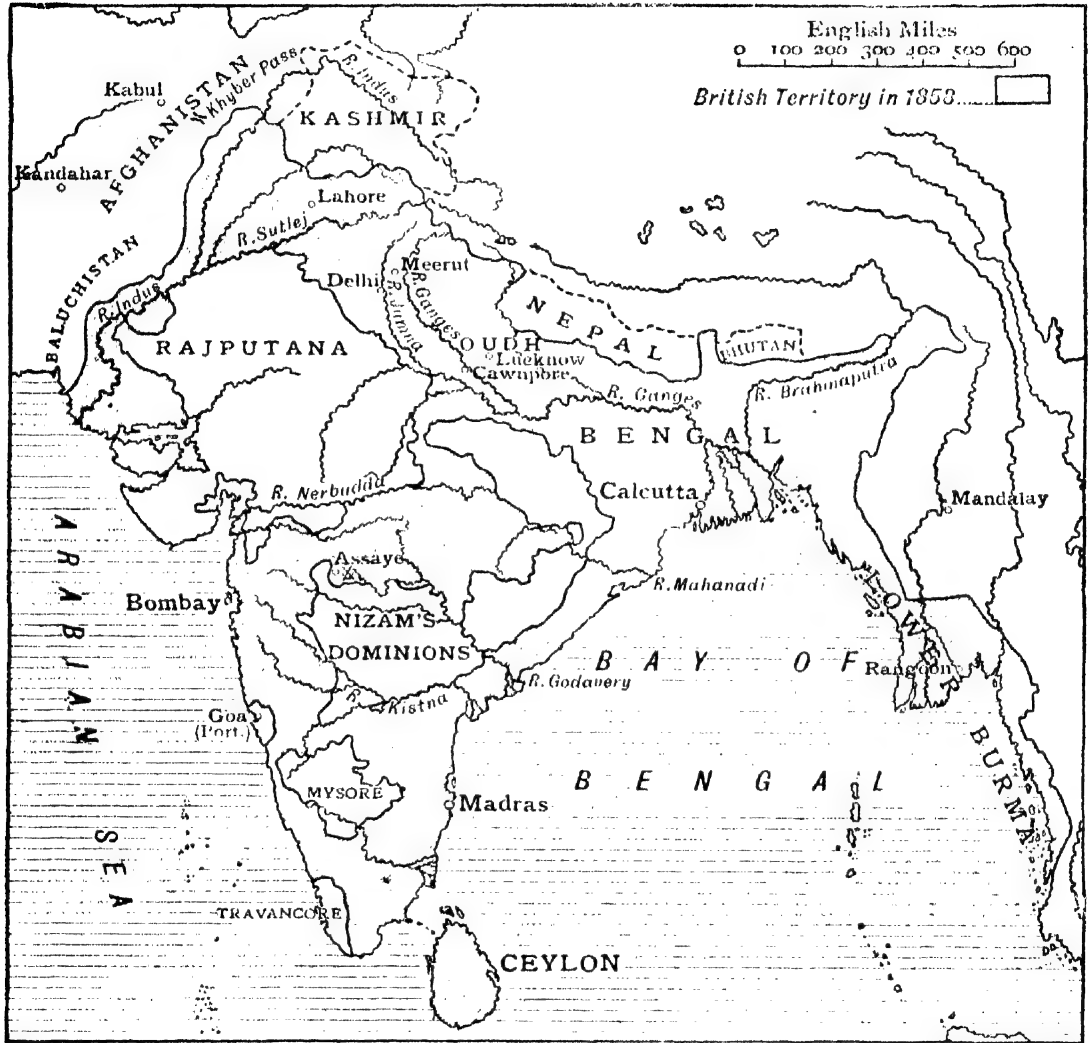 English Miles
0 100 200 300 400 500 600
British Territory in 1858......
Kabul
AFGHANISTAN
Khyber Pass
R. Indus
KASHMIR
Kandahar
Lahore
R. Sutlej
BALUCHISTAN
R. Indus
Delhi
Meerut
R. Ganges
R. Jumna
NEPAL
BHUTAN
RAJPUTANA
OUDH
Lucknow
Cawnpore
R. Ganges
R. Brahmaputra
BENGAL
R. Nerbudda
Calcutta
Mandalay
ARABIAN SEA
Assaye
R. Mahanadi
Bombay
NIZAM'S
DOMINIONS
LOWER BURMA
BAY OF
Rangoon
R. Godavery
R. Kistna
Goa
(Port.)
BENGAL
MYSORE
Madras
TRAVANCORE
CEYLON